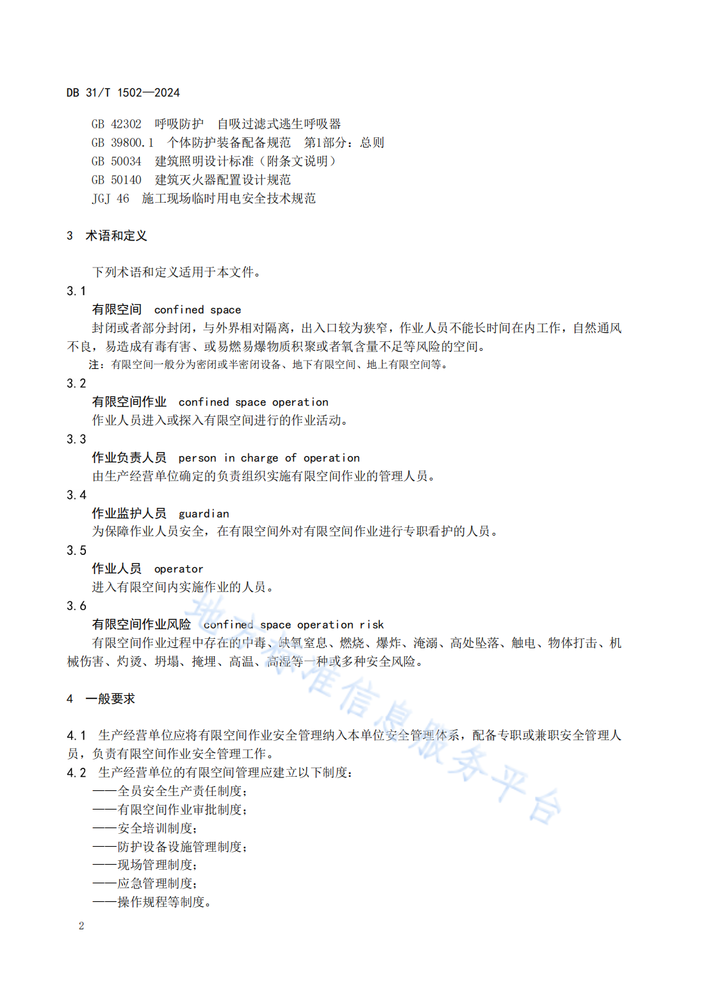 DB 31/T 1502—2024
GB 42302　呼吸防护　自吸过滤式逃生呼吸器
GB 39800.1　个体防护装备配备规范　第1部分：总则
GB 50034　建筑照明设计标准（附条文说明）
GB 50140　建筑灭火器配置设计规范
JGJ 46　施工现场临时用电安全技术规范
3　术语和定义
下列术语和定义适用于本文件。
3.1
有限空间　confined space
封闭或者部分封闭，与外界相对隔离，出入口较为狭窄，作业人员不能长时间在内工作，自然通风
不良，易造成有毒有害、或易燃易爆物质积聚或者氧含量不足等风险的空间。
注：有限空间一般分为密闭或半密闭设备、地下有限空间、地上有限空间等。
3.2
有限空间作业　confined space operation
作业人员进入或探入有限空间进行的作业活动。
3.3
作业负责人员　person in charge of operation
由生产经营单位确定的负责组织实施有限空间作业的管理人员。
3.4
作业监护人员　guardian
为保障作业人员安全，在有限空间外对有限空间作业进行专职看护的人员。
3.5
作业人员　operator
进入有限空间内实施作业的人员。
3.6
有限空间作业风险　confined space operation risk
有限空间作业过程中存在的中毒、缺氧窒息、燃烧、爆炸、淹溺、高处坠落、触电、物体打击、机
械伤害、灼烫、坍塌、掩埋、高温、高湿等一种或多种安全风险。
4　一般要求
4.1　生产经营单位应将有限空间作业安全管理纳入本单位安全管理体系，配备专职或兼职安全管理人
员，负责有限空间作业安全管理工作。
4.2　生产经营单位的有限空间管理应建立以下制度：
——全员安全生产责任制度；
——有限空间作业审批制度；
——安全培训制度；
——防护设备设施管理制度；
——现场管理制度；
——应急管理制度；
——操作规程等制度。
2
地方标准信息服务平台